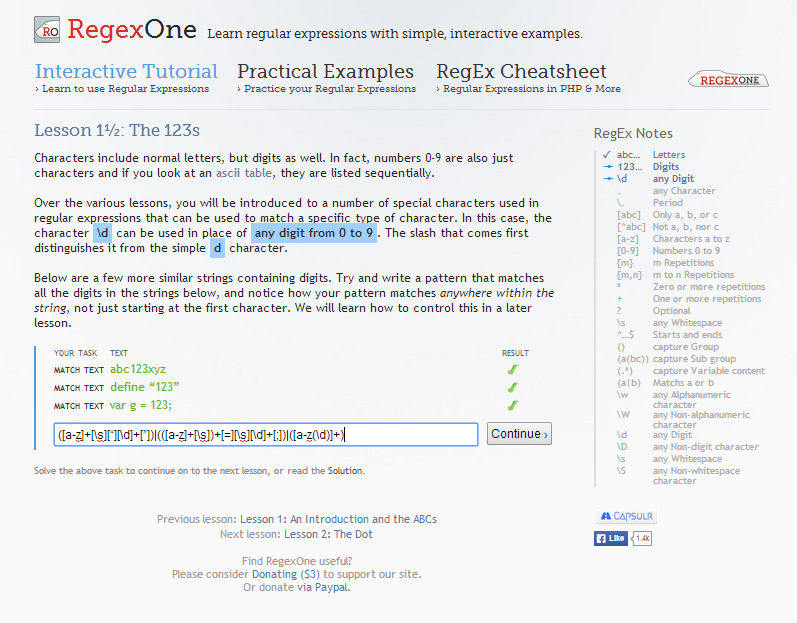 RO RegexOne Learn regular expressions with simple, interactive examples.
Interactive Tutorial Practical Examples RegEx Cheatsheet
› Learn to use Regular Expressions › Practice your Regular Expressions › Regular Expressions in PHP & More
REGEXONE
Lesson 1½: The 123s
Characters include normal letters, but digits as well. In fact, numbers 0-9 are also just
characters and if you look at an ascii table, they are listed sequentially.
Over the various lessons, you will be introduced to a number of special characters used in
regular expressions that can be used to match a specific type of character. In this case, the
character \d can be used in place of any digit from 0 to 9. The slash that comes first
distinguishes it from the simple d character.
Below are a few more similar strings containing digits. Try and write a pattern that matches
all the digits in the strings below, and notice how your pattern matches anywhere within the
string, not just starting at the first character. We will learn how to control this in a later
lesson.
YOUR TASK TEXT RESULT
MATCH TEXT abc123xyz
MATCH TEXT define “123”
MATCH TEXT var g = 123;
([a-z]+[\s]["][\d]+["])|(([a-z]+[\s])+[=][\s][\d]+[;])|([a-z(\d)]+)
Continue ›
Solve the above task to continue on to the next lesson, or read the Solution.
Previous lesson: Lesson 1: An Introduction and the ABCs
Next lesson: Lesson 2: The Dot
Find RegexOne useful?
Please consider Donating ($3) to support our site.
Or donate via Paypal.
RegEx Notes
✓ abc... Letters
123... Digits
\d any Digit
. any Character
\. Period
[abc] Only a, b, or c
[^abc] Not a, b, nor c
[a-z] Characters a to z
[0-9] Numbers 0 to 9
{m} m Repetitions
{m,n} m to n Repetitions
* Zero or more repetitions
+ One or more repetitions
? Optional
\s any Whitespace
^...$ Starts and ends
() capture Group
(a(bc)) capture Sub group
(.*) capture Variable content
(a|b) Matchs a or b
\w any Alphanumeric
character
\W any Non-alphanumeric
character
\d any Digit
\D any Non-digit character
\s any Whitespace
\S any Non-whitespace
character
CAPSULR
Like 1.4k